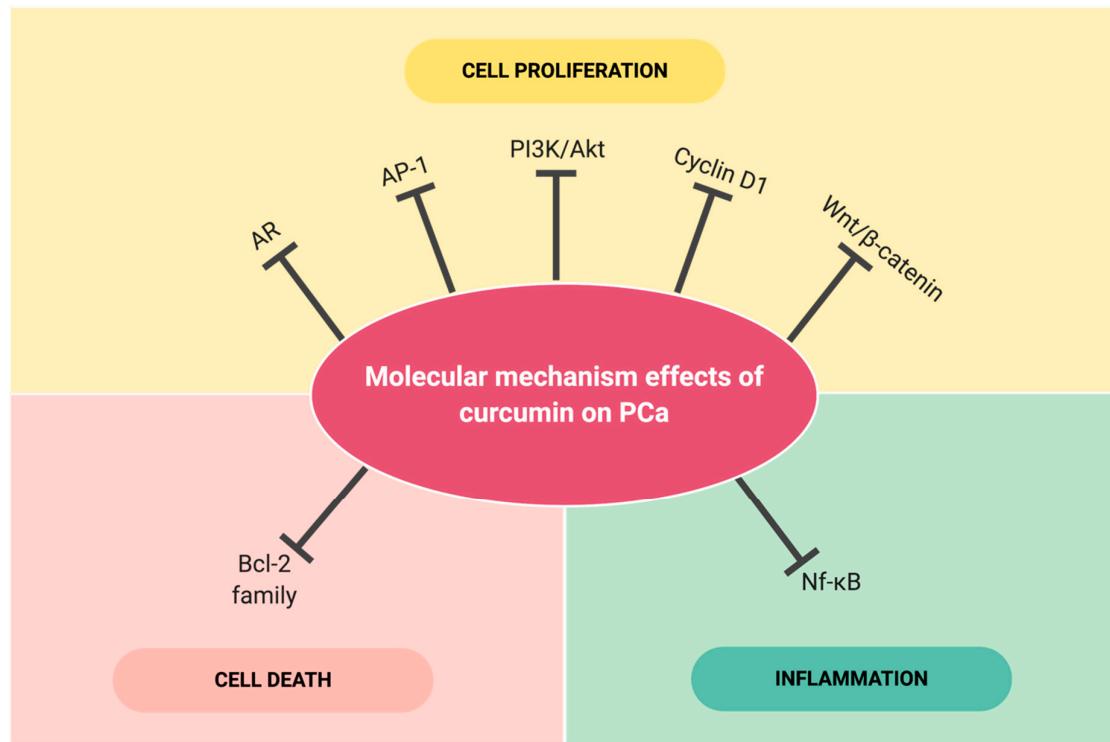 CELL PROLIFERATION
PI3K/Akt
AP-1
Cyclin D1
AR
Wnt/β-catenin
Molecular mechanism effects of
curcumin on PCa
Bcl-2
family
Nf-κB
CELL DEATH
INFLAMMATION